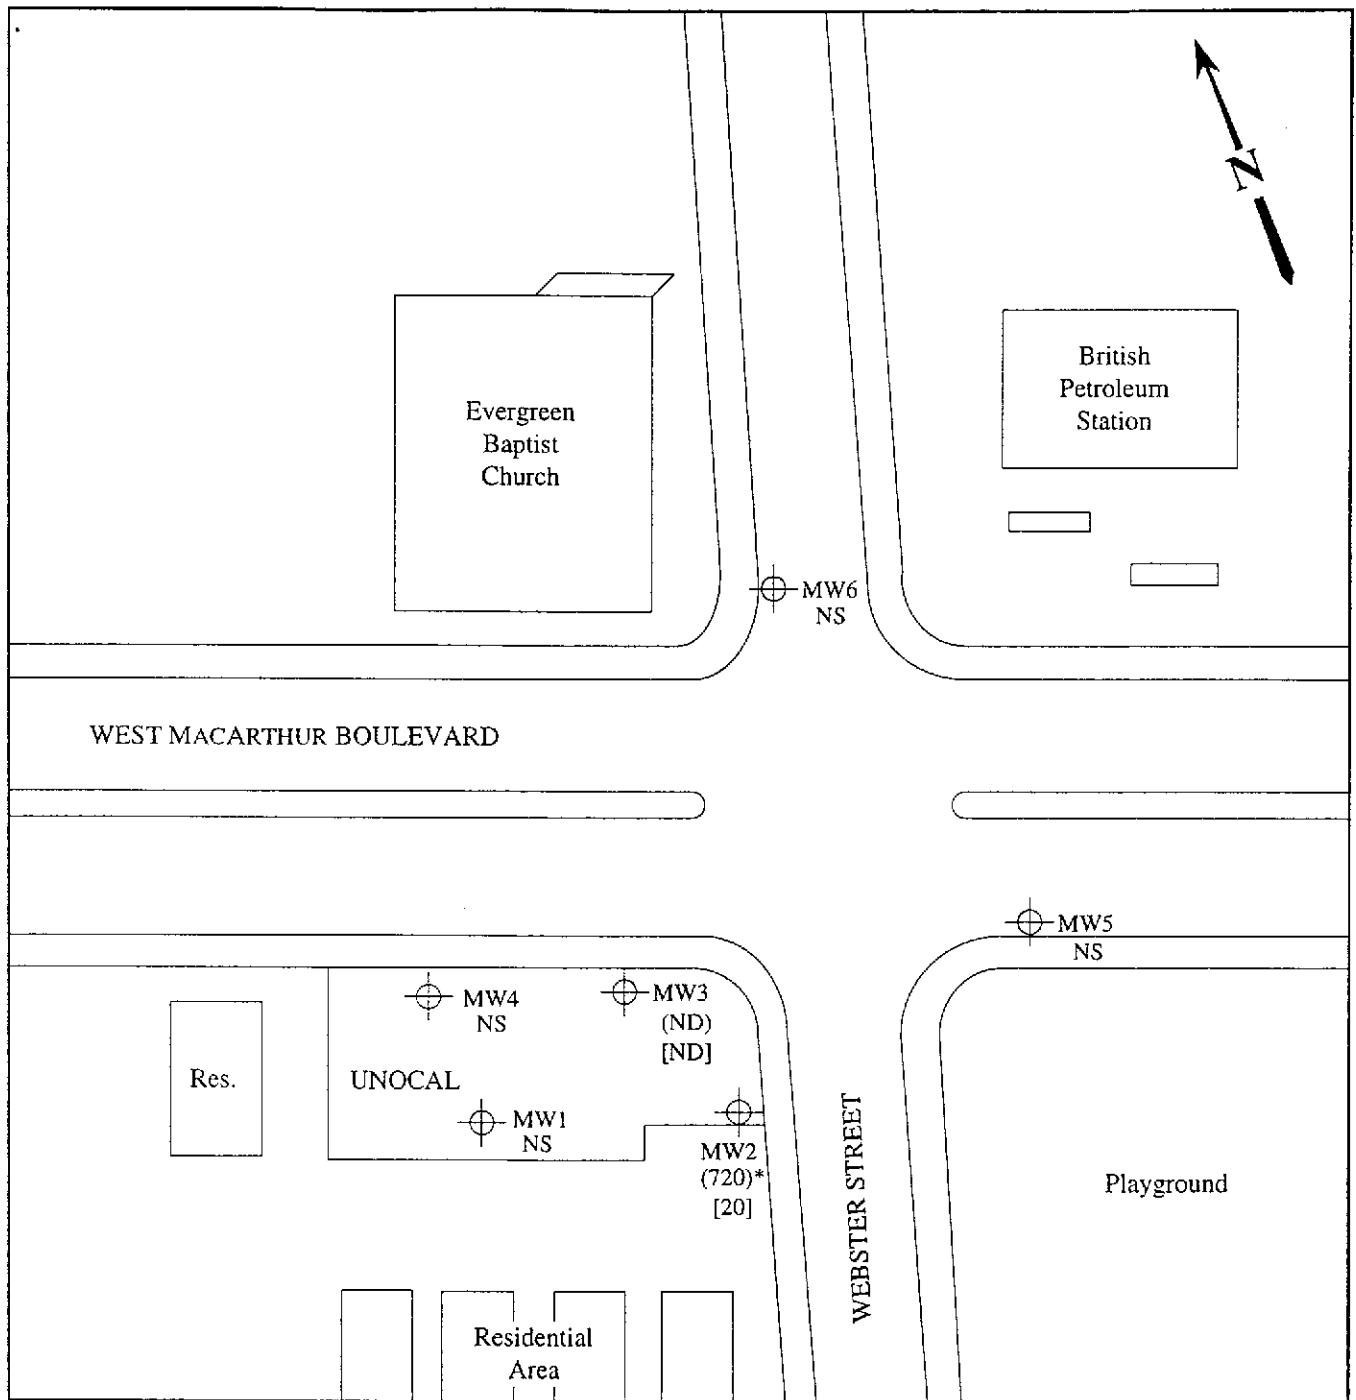 N
British
Petroleum
Station
Evergreen
Baptist
Church
MW6
NS
WEST MACARTHUR BOULEVARD
MW5
NS
MW4
NS
MW3
(ND)
[ND]
Res.
UNOCAL
MW1
NS
MW2
(720)*
[20]
WEBSTER STREET
Playground
Residential
Area